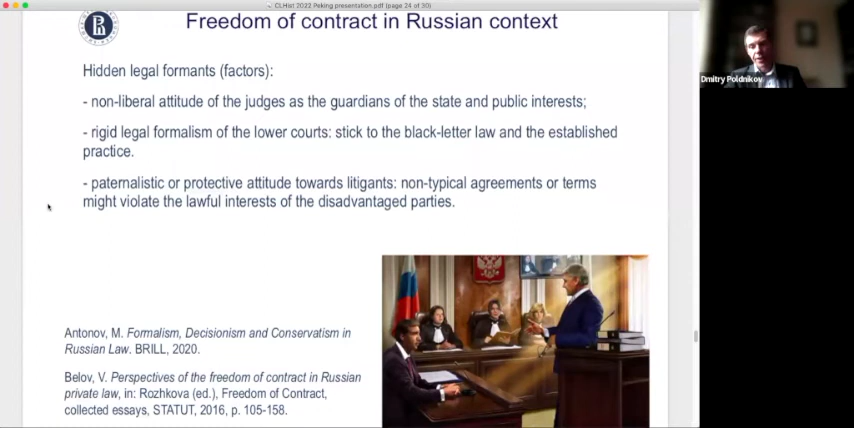 CLHist 2022 Peking presentation.pdf (page 24 of 30)
Freedom of contract in Russian context
Dmitry Poldnikov
Hidden legal formants (factors):
- non-liberal attitude of the judges as the guardians of the state and public interests;
- rigid legal formalism of the lower courts: stick to the black-letter law and the established
practice.
- paternalistic or protective attitude towards litigants: non-typical agreements or terms
might violate the lawful interests of the disadvantaged parties.
Antonov, M. Formalism, Decisionism and Conservatism in
Russian Law. BRILL, 2020.
Belov, V. Perspectives of the freedom of contract in Russian
private law, in: Rozhkova (ed.), Freedom of Contract,
collected essays, STATUT, 2016, p. 105-158.